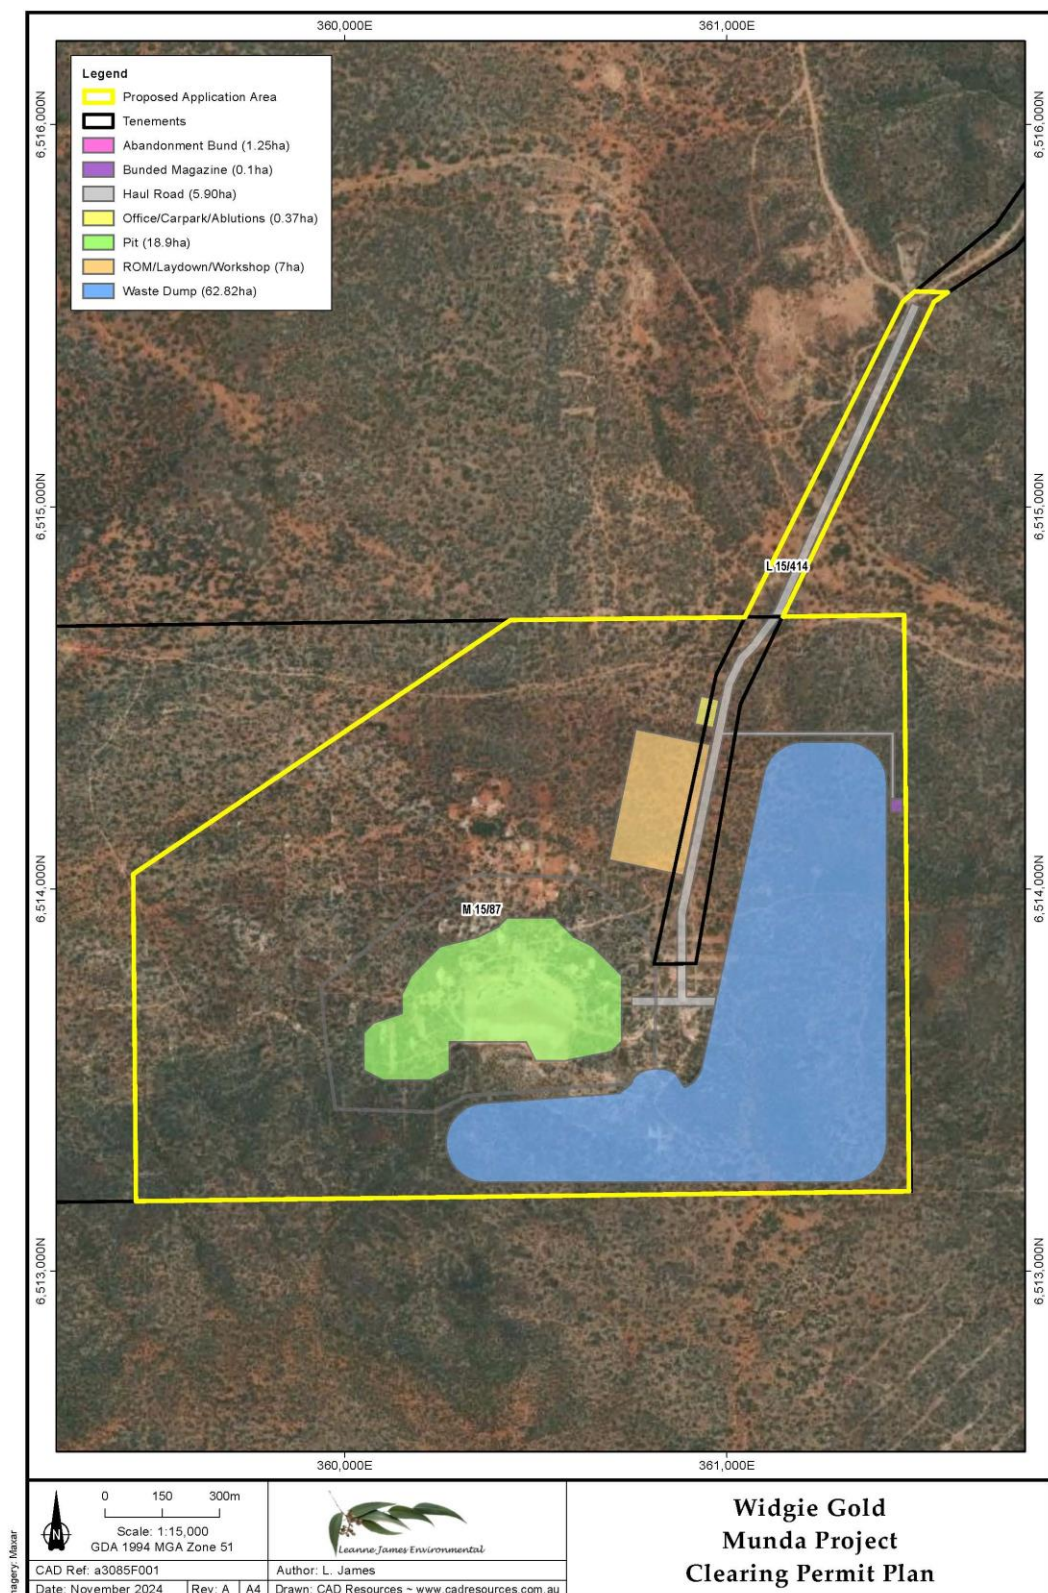 360,000E
361,000E
Legend
Proposed Application Area
Tenements
Abandonment Bund (1.25ha)
Bunded Magazine (0.1ha)
Haul Road (5.90ha)
Office/Carpark/Ablutions (0.37ha)
Pit (18.9ha)
ROM/Laydown/Workshop (7ha)
Waste Dump (62.82ha)
6,516,000N
6,516,000N
6,515,000N
6,515,000N
L 15/414
6,514,000N
6,514,000N
M 15/87
6,513,000N
6,513,000N
360,000E
361,000E
N
0 150 300m
Scale: 1:15,000
GDA 1994 MGA Zone 51
CAD Ref: a3085F001
Date: November 2024
Rev: A
A4
Leanne James Environmental
Author: L. James
Drawn: CAD Resources ~ www.cadresources.com.au
Widgie Gold
Munda Project
Clearing Permit Plan
Maxar